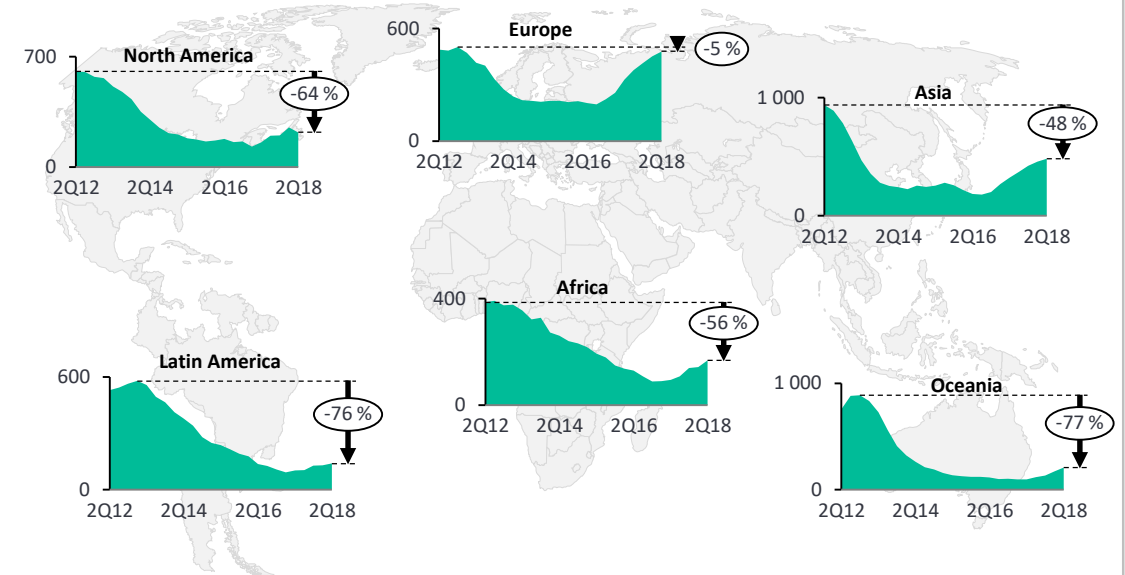 North America
700
0
-64 %
2Q12 2Q14 2Q16 2Q18
Europe
600
0
-5 %
2Q12 2Q14 2Q16 2Q18
Asia
1 000
0
-48 %
2Q12 2Q14 2Q16 2Q18
Latin America
600
0
-76 %
2Q12 2Q14 2Q16 2Q18
Africa
400
0
-56 %
2Q12 2Q14 2Q16 2Q18
Oceania
1 000
0
-77 %
2Q12 2Q14 2Q16 2Q18